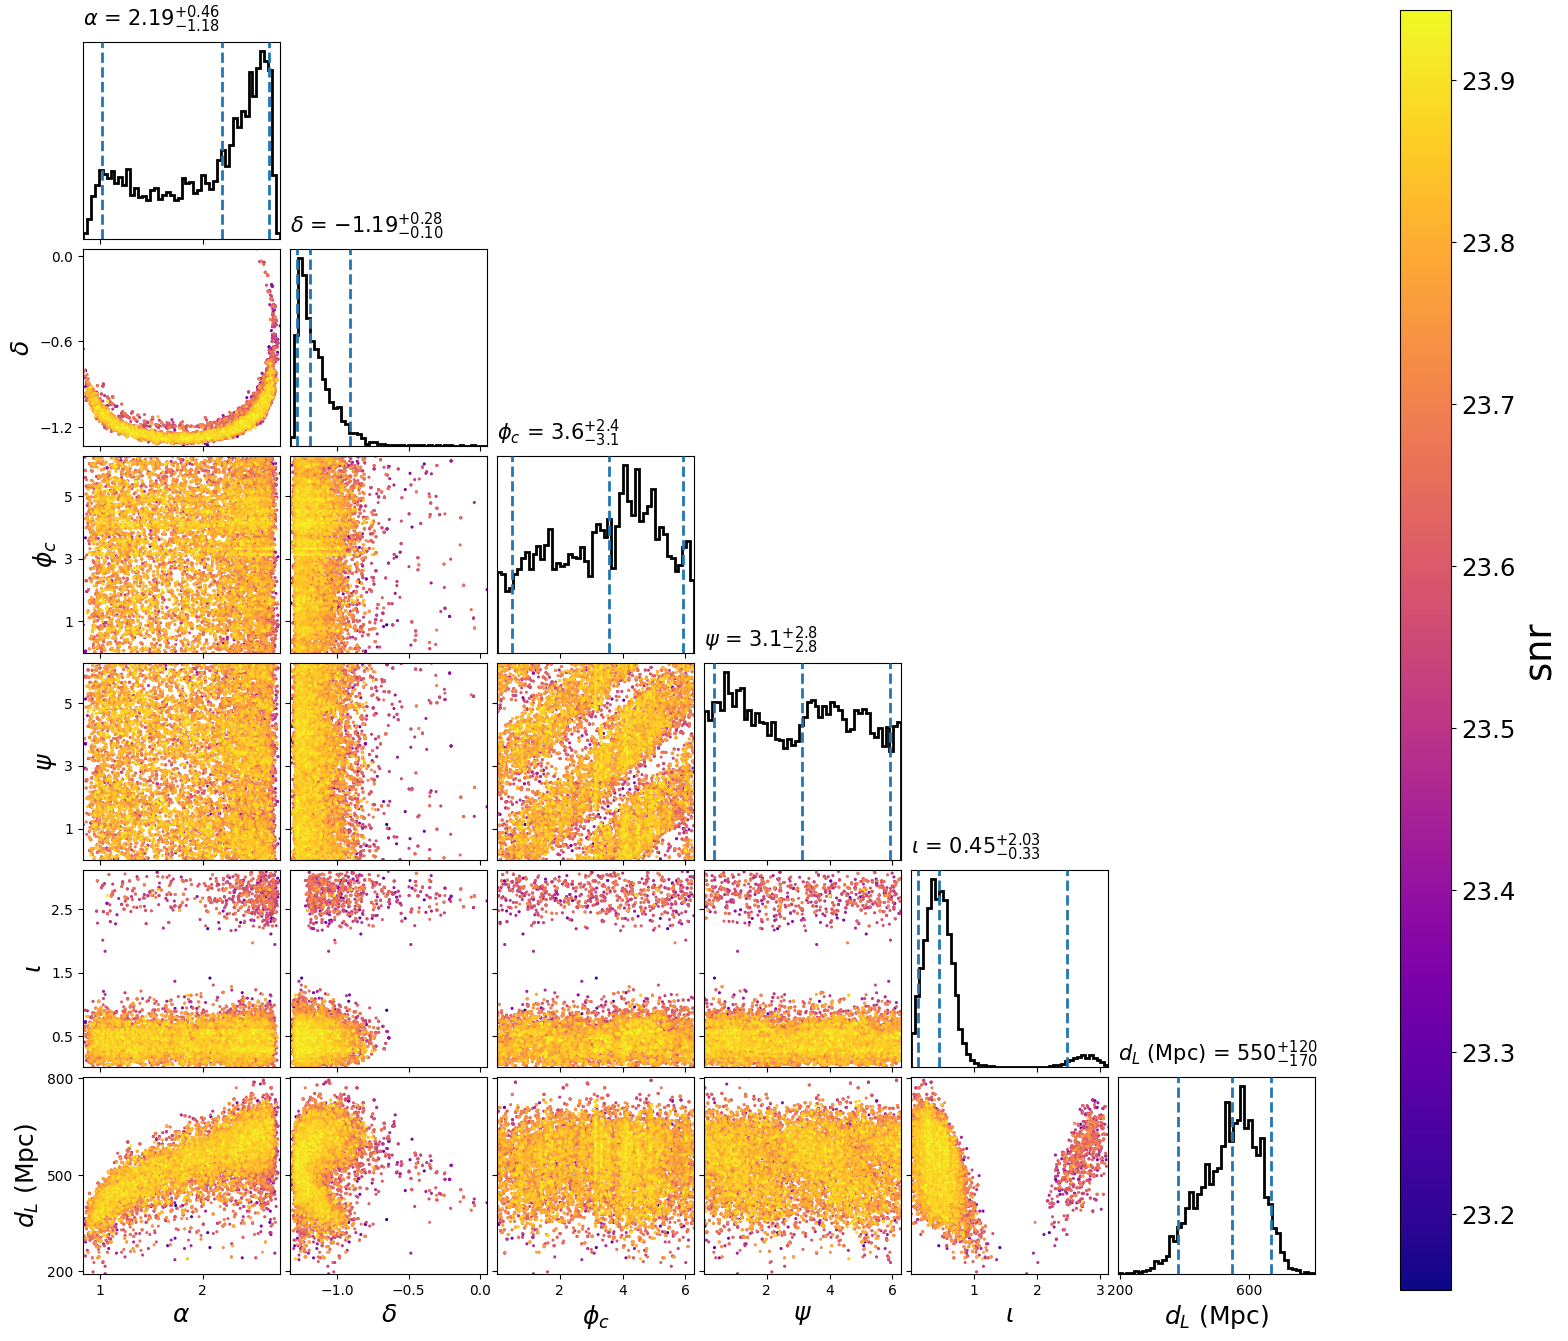 α = 2.19+0.46−1.18
δ = −1.19+0.28−0.10
ϕc = 3.6+2.4−3.1
ψ = 3.1+2.8−2.8
ι = 0.45+2.03−0.33
dL (Mpc) = 550+120−170
0.0
−0.6
−1.2
δ
5
3
1
ϕc
5
3
1
ψ
2.5
1.5
0.5
ι
800
500
200
dL (Mpc)
1 2
α
−1.0 −0.5 0.0
δ
2 4 6
ϕc
2 4 6
ψ
1 2 3
ι
200 600
dL (Mpc)
23.9
23.8
23.7
23.6
23.5
23.4
23.3
23.2
snr